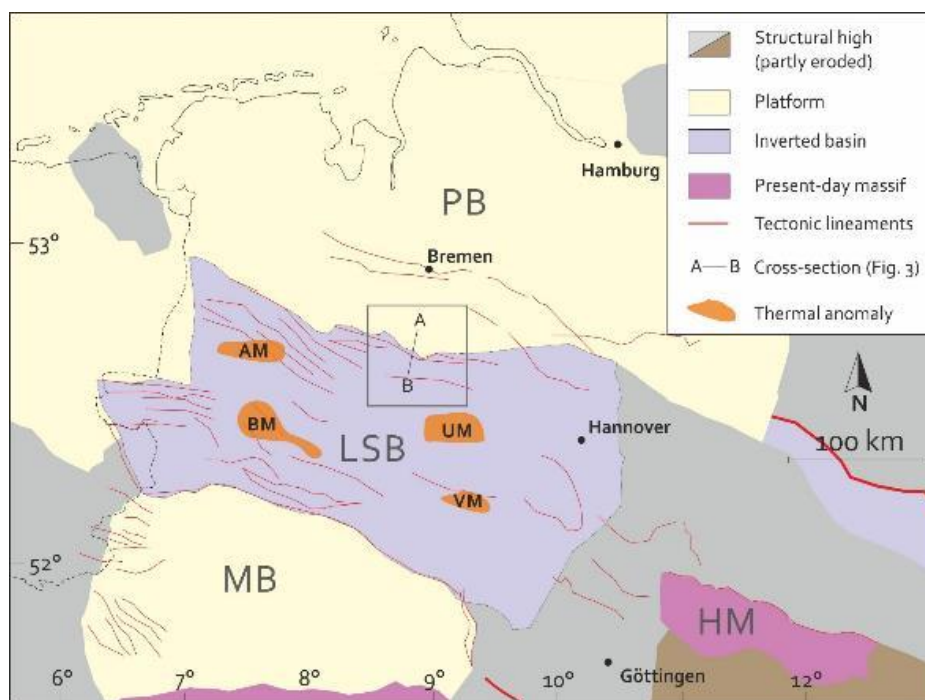 Structural high
(partly eroded)
Platform
Inverted basin
Present-day massif
Tectonic lineaments
A — B Cross-section (Fig. 3)
Thermal anomaly
Hamburg
PB
53°
Bremen
A
B
AM
BM
UM
VM
LSB
Hannover
N
100 km
52°
MB
HM
Göttingen
6° 7° 8° 9° 10° 12°